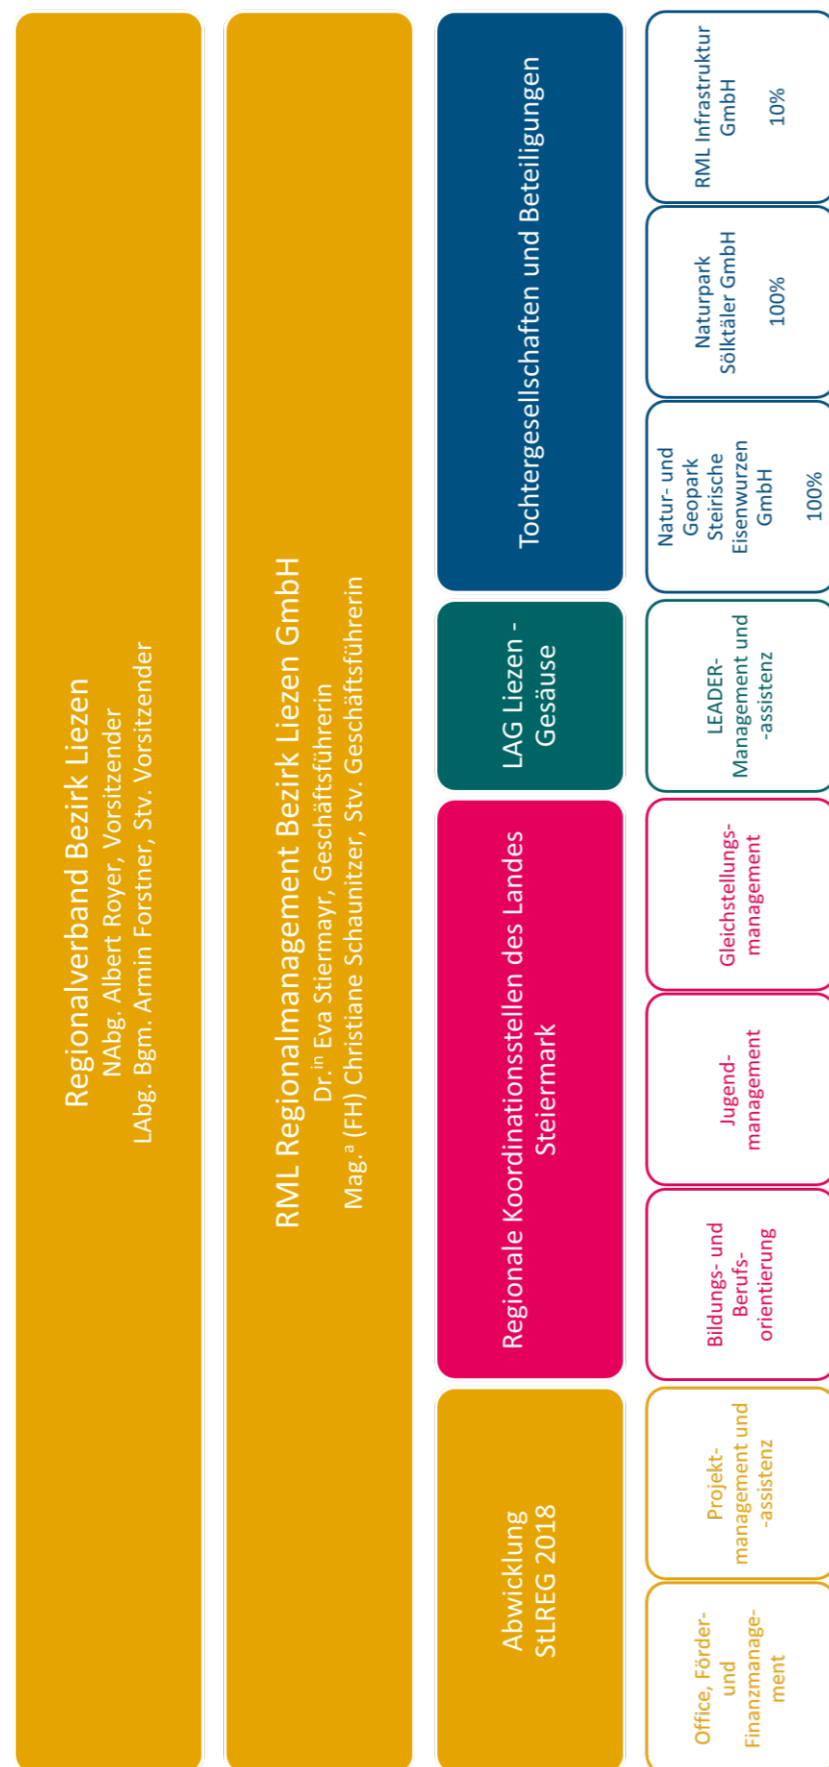 Regionalverband Bezirk Liezen
NAbg. Albert Royer, Vorsitzender
LAbg. Bgm. Armin Forstner, Stv. Vorsitzender
RML Regionalmanagement Bezirk Liezen GmbH
Dr.ⁱⁿ Eva Stiermayr, Geschäftsführerin
Mag.ᵃ (FH) Christiane Schaunitzer, Stv. Geschäftsführerin
Abwicklung
StLREG 2018
Regionale Koordinationsstellen des Landes
Steiermark
LAG Liezen -
Gesäuse
Tochtergesellschaften und Beteiligungen
Office, Förder-
und
Finanzmanage-
ment
Projekt-
management und
-assistenz
Bildungs- und
Berufs-
orientierung
Jugend-
management
Gleichstellungs-
management
LEADER-
Management und
-assistenz
Natur- und
Geopark
Steirische
Eisenwurzen
GmbH
100%
Naturpark
Sölktäler GmbH
100%
RML Infrastruktur
GmbH
10%